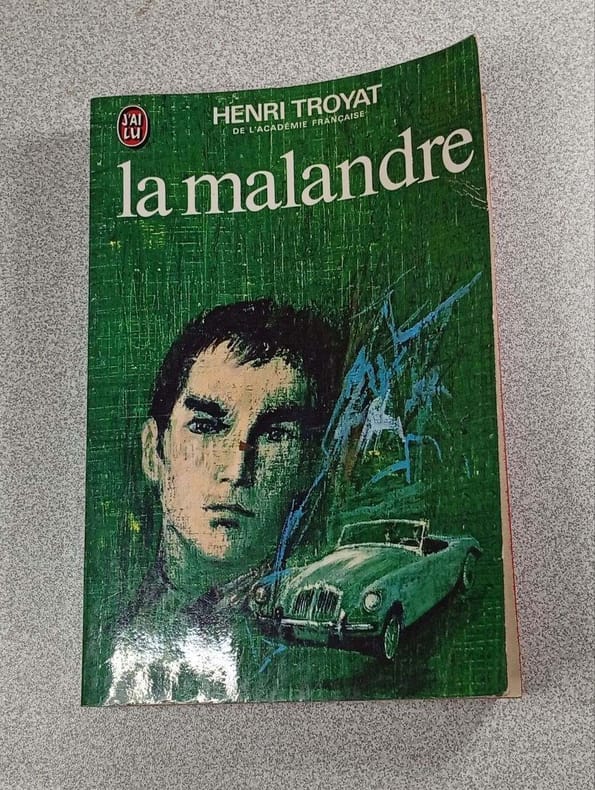 J'AI
LU
HENRI TROYAT
DE L'ACADÉMIE FRANÇAISE
la malandre